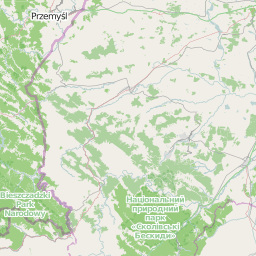 Przemyśl
Bieszczadzki
Park
Narodowy
Національний
природний
парк
«Сколівські
Бескиди»